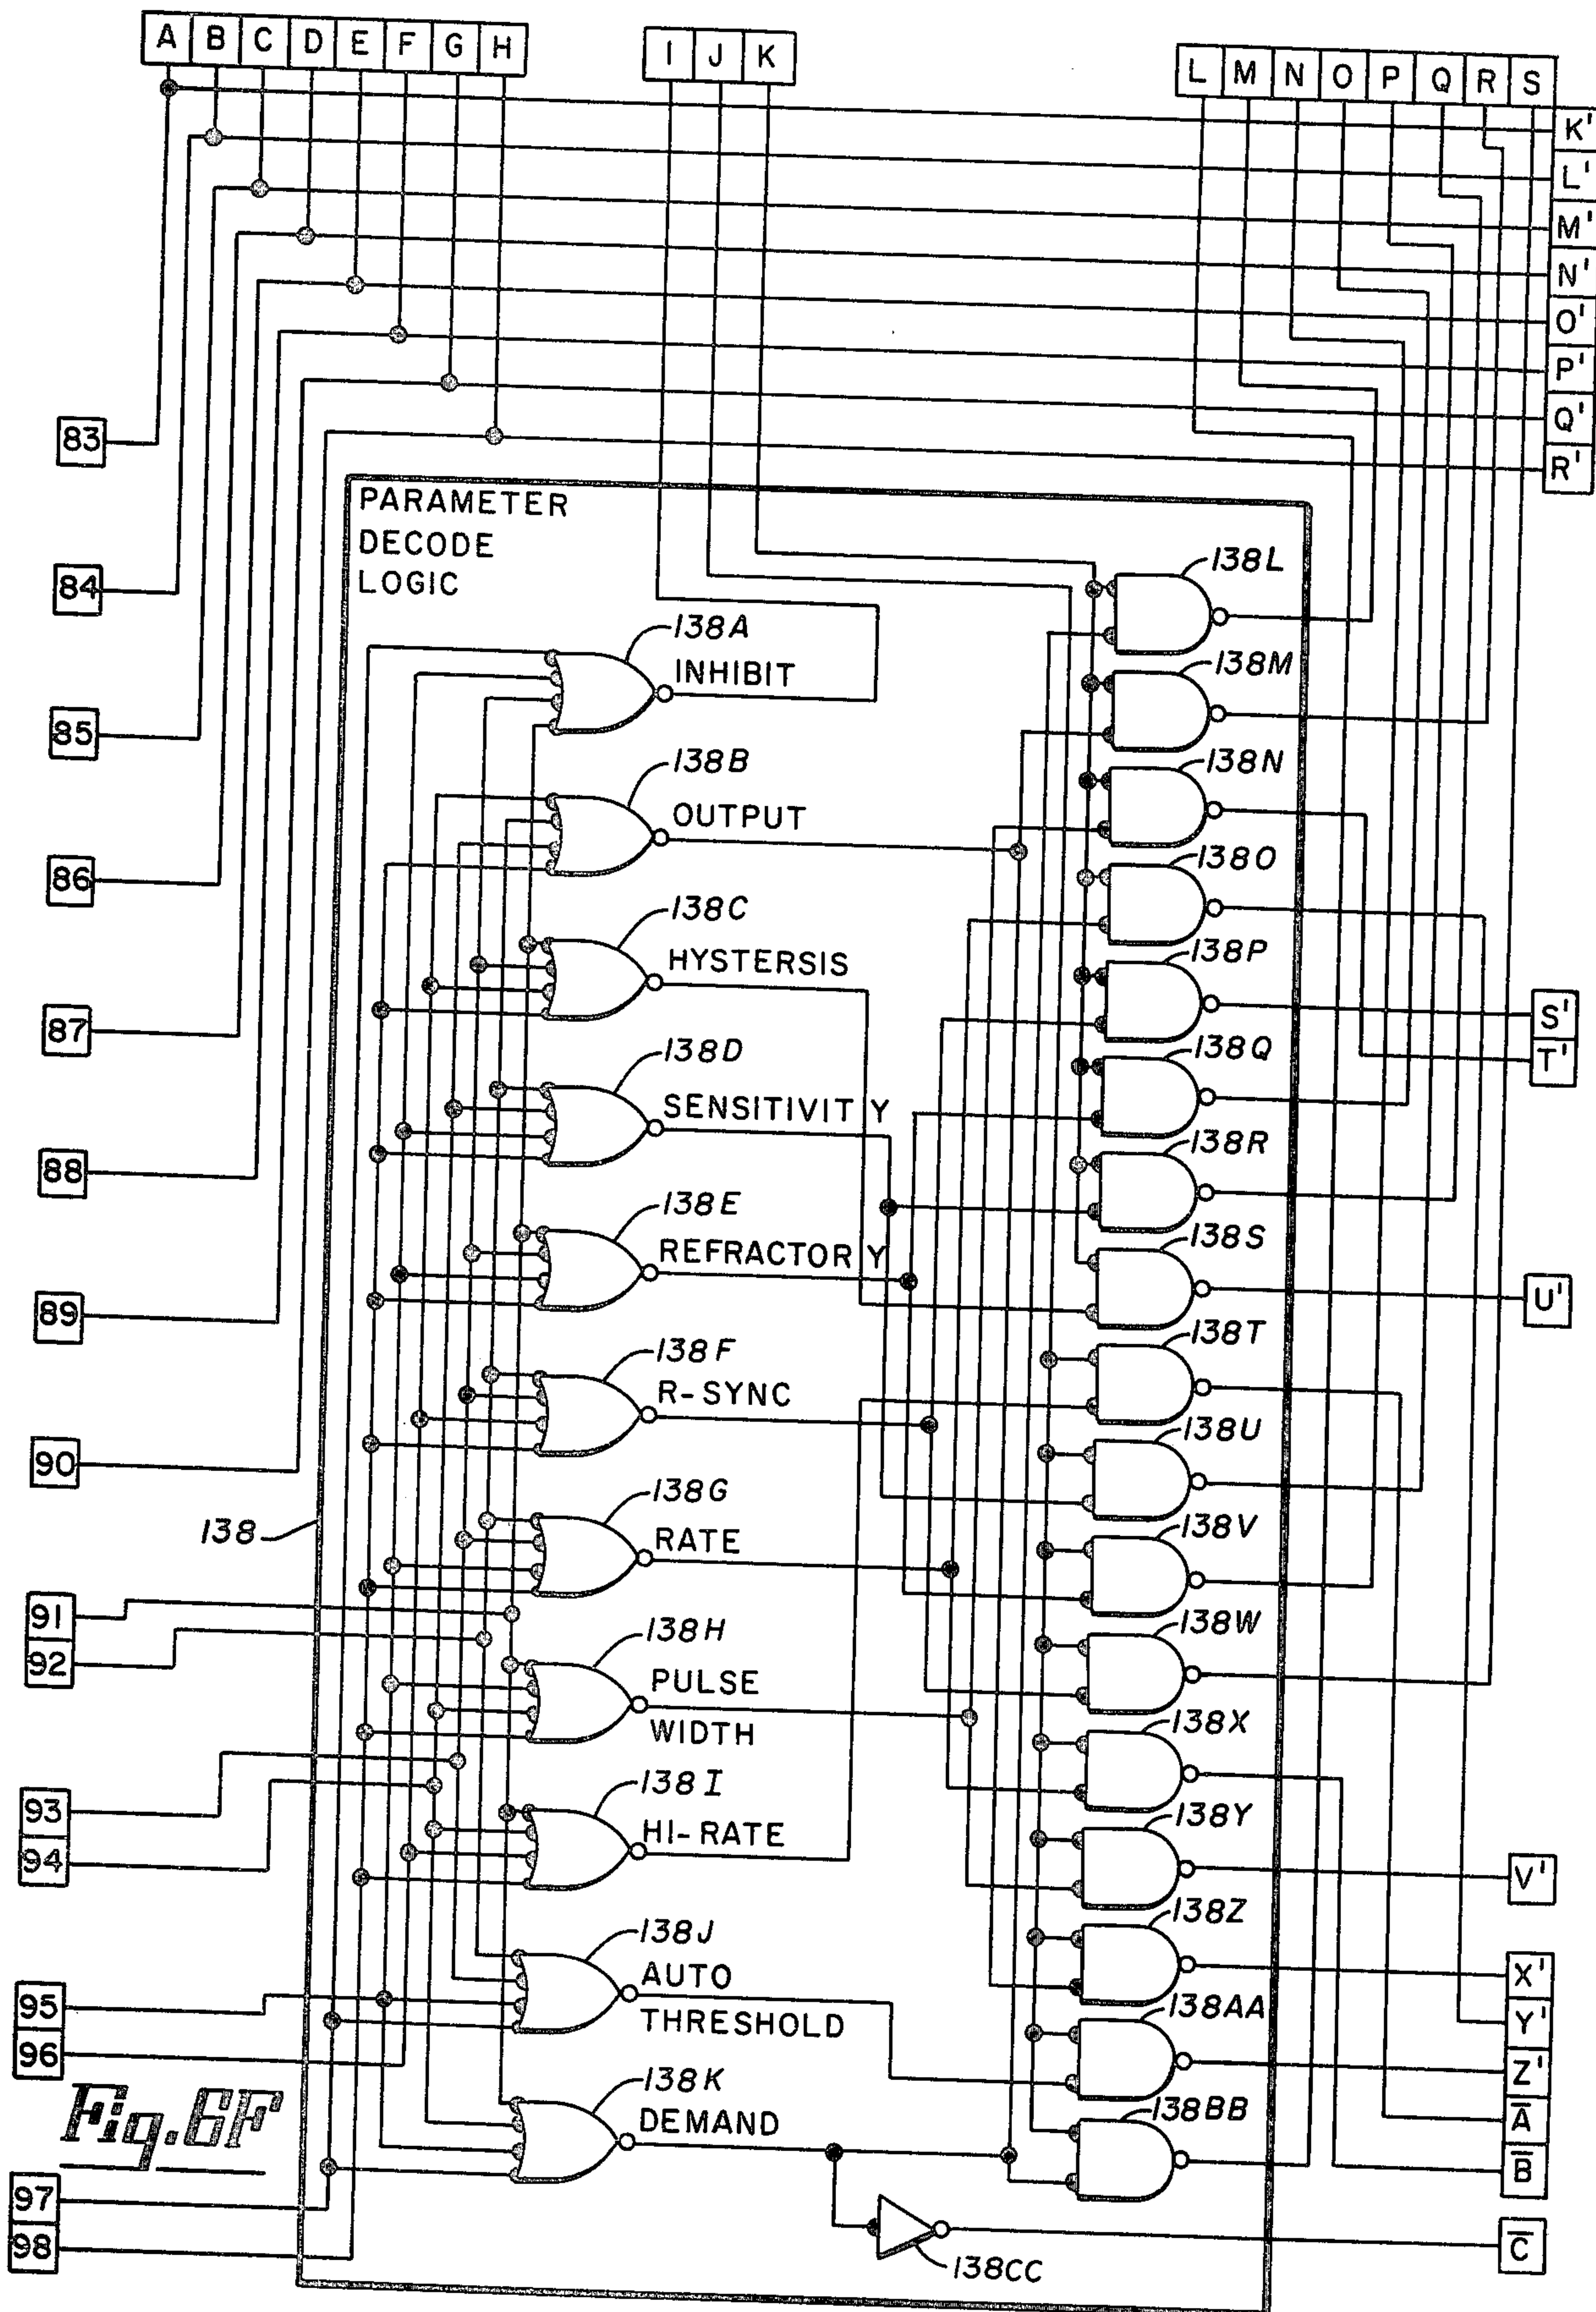 A B C D E F G H
I J K
L M N O P Q R S
K'
L'
M'
N'
O'
P'
Q'
R'
83
84
85
86
87
88
89
90
91
92
93
94
95
96
97
98
PARAMETER
DECODE
LOGIC
138
138A
INHIBIT
138B
OUTPUT
138C
HYSTERSIS
138D
SENSITIVITY
138E
REFRACTORY
138F
R-SYNC
138G
RATE
138H
PULSE
WIDTH
138I
HI-RATE
138J
AUTO
THRESHOLD
138K
DEMAND
138L
138M
138N
138O
138P
138Q
138R
138S
138T
138U
138V
138W
138X
138Y
138Z
138AA
138BB
138CC
S'
T'
U'
V'
X'
Y'
Z'
A̅
B̅
C̅
Fig. 6F